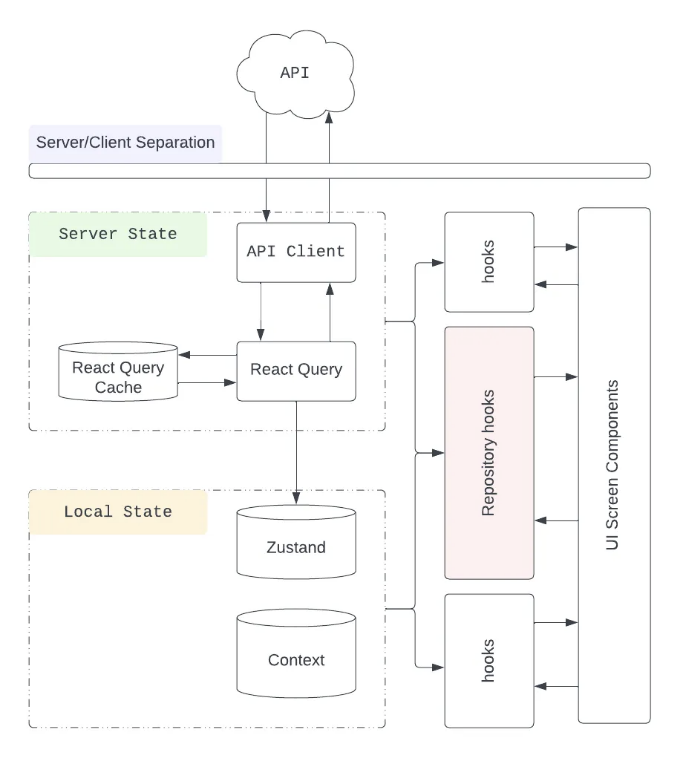 API
Server/Client Separation
Server State
API Client
hooks
React Query
Cache
React Query
Repository hooks
UI Screen Components
Local State
Zustand
Context
hooks